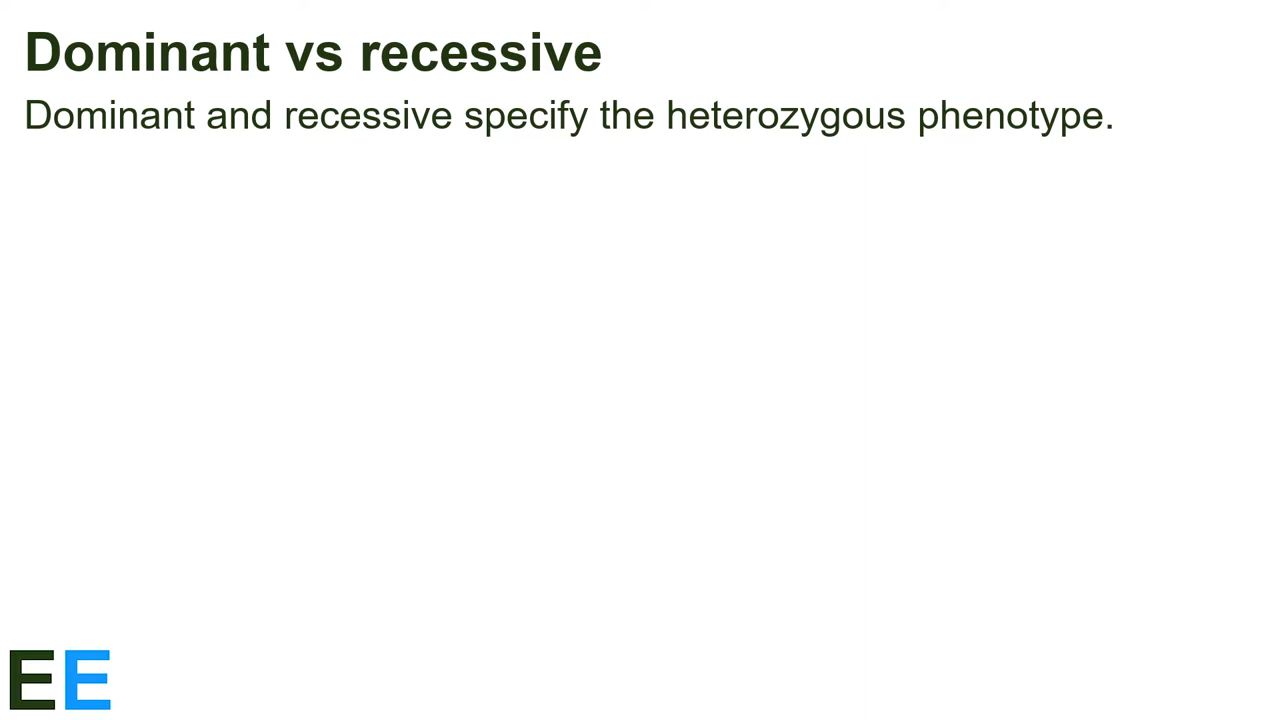 Dominant vs recessive
Dominant and recessive specify the heterozygous phenotype.
EE